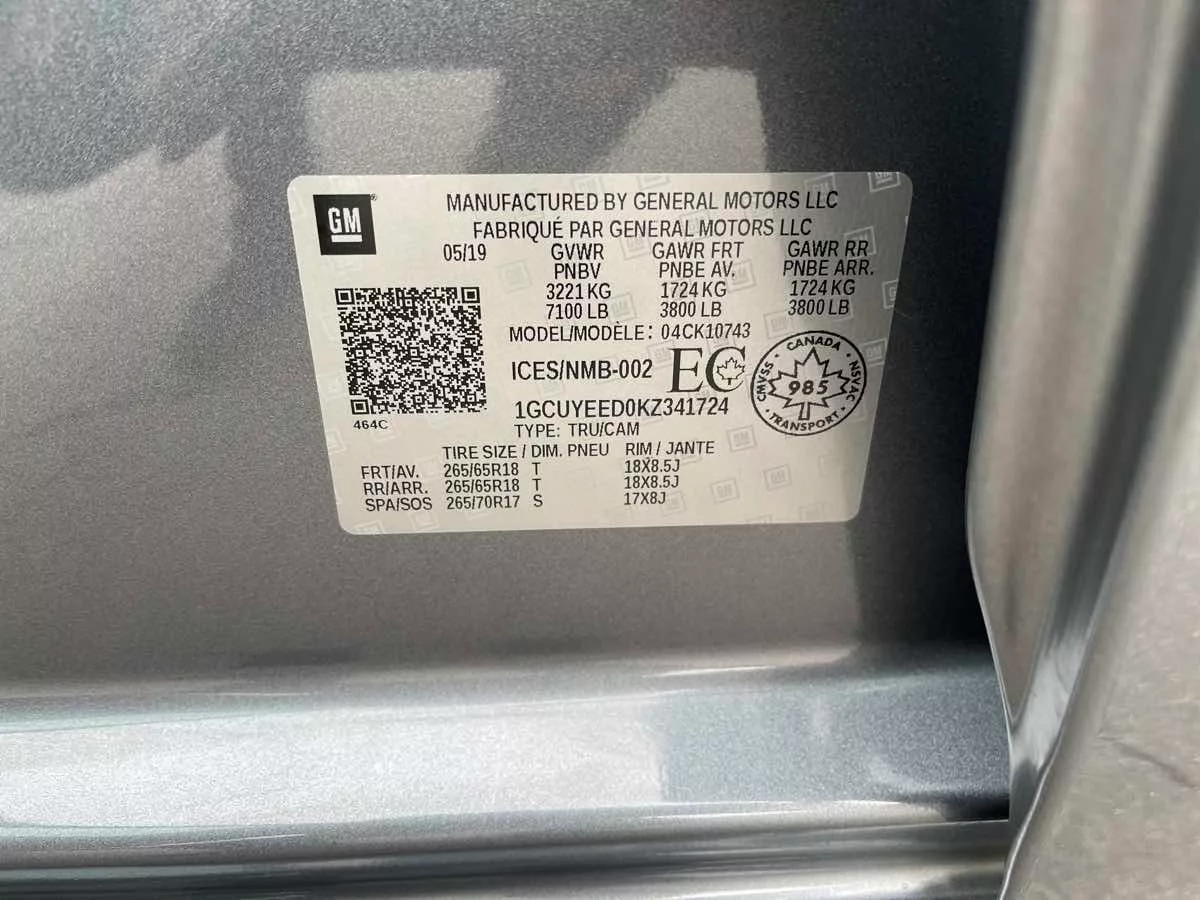 GM
MANUFACTURED BY GENERAL MOTORS LLC
FABRIQUÉ PAR GENERAL MOTORS LLC
05/19 GVWR GAWR FRT GAWR RR
PNBV PNBE AV. PNBE ARR.
3221 KG 1724 KG 1724 KG
7100 LB 3800 LB 3800 LB
MODEL/MODÈLE: 04CK10743
ICES/NMB-002 EC
CANADA
CMVSS 985 NSVAC
TRANSPORT
1GCUYEED0KZ341724
464C
TYPE: TRU/CAM
TIRE SIZE / DIM. PNEU RIM / JANTE
FRT/AV. 265/65R18 T 18X8.5J
RR/ARR. 265/65R18 T 18X8.5J
SPA/SOS 265/70R17 S 17X8J